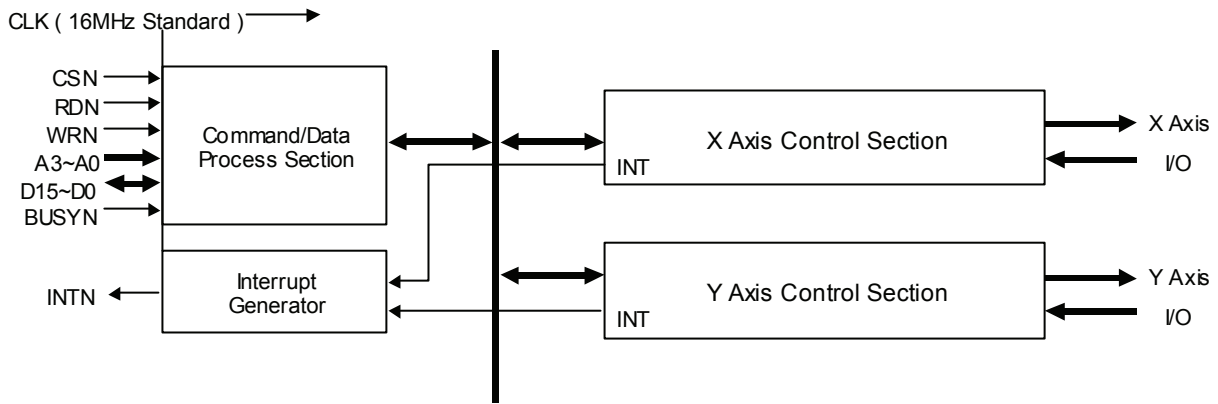 CLK ( 16MHz Standard )
CSN
RDN
WRN
A3~A0
D15~D0
BUSYN
Command/Data
Process Section
INTN
Interrupt
Generator
X Axis Control Section
INT
X Axis
I/O
Y Axis Control Section
INT
Y Axis
I/O